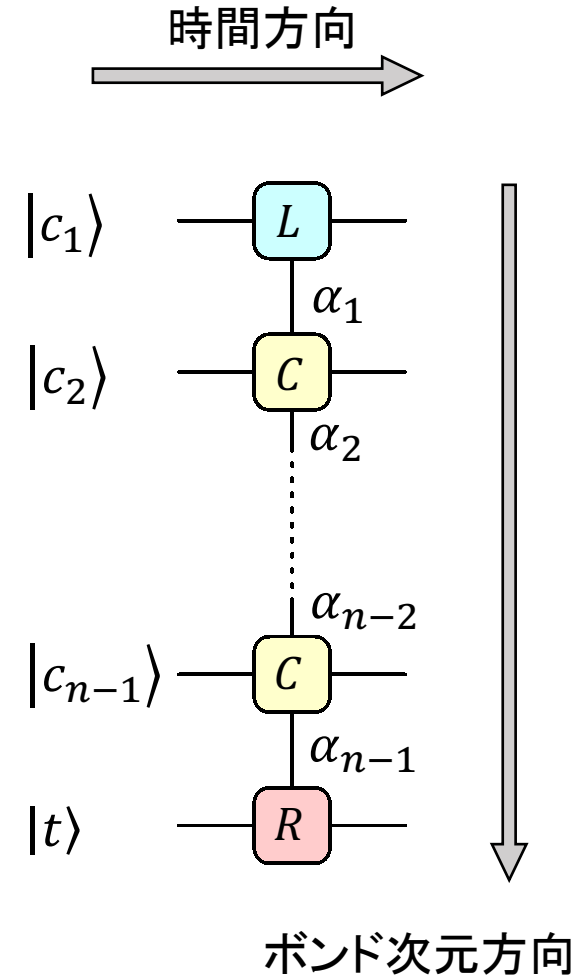 時間方向
|c₁⟩ L
α₁
|c₂⟩ C
α₂
αₙ₋₂
|cₙ₋₁⟩ C
αₙ₋₁
|t⟩ R
ボンド次元方向